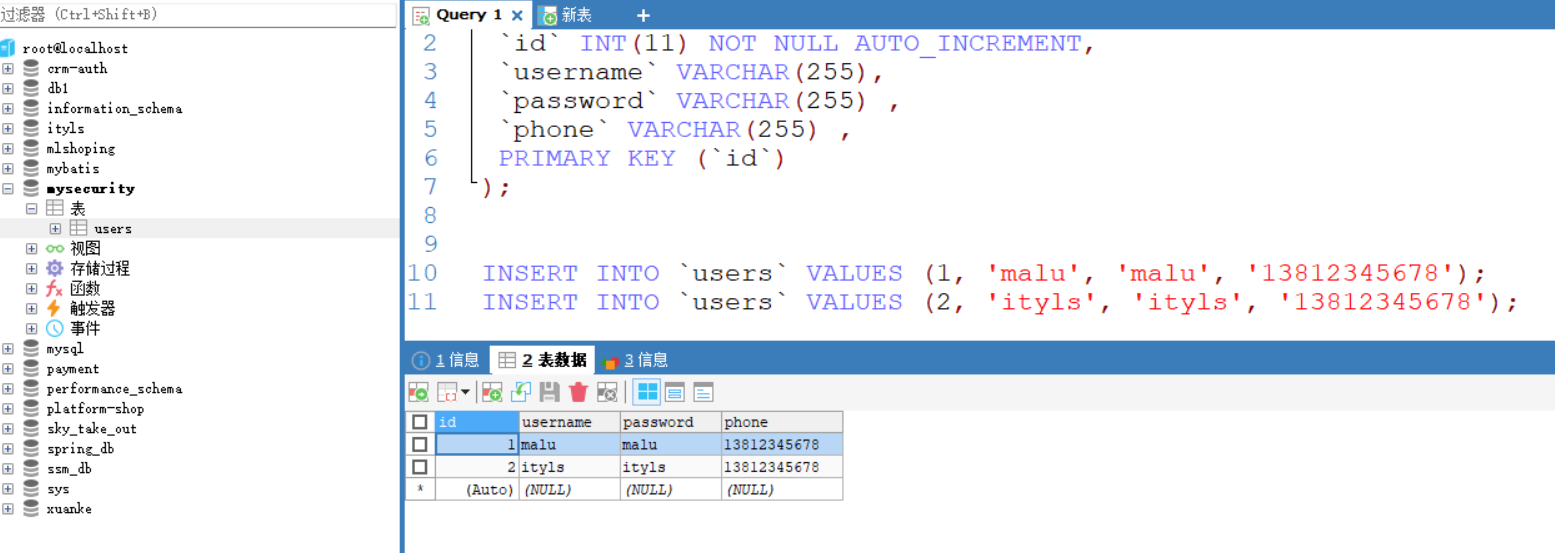 过滤器 (Ctrl+Shift+B)
root@localhost
crm-auth
db1
information_schema
ityls
mlshoping
mybatis
mysecurity
表
users
视图
存储过程
函数
触发器
事件
mysql
payment
performance_schema
platform-shop
sky_take_out
spring_db
ssm_db
sys
xuanke
Query 1 新表
2 `id` INT(11) NOT NULL AUTO_INCREMENT,
3 `username` VARCHAR(255),
4 `password` VARCHAR(255) ,
5 `phone` VARCHAR(255) ,
6 PRIMARY KEY (`id`)
7 );
8
9
10 INSERT INTO `users` VALUES (1, 'malu', 'malu', '13812345678');
11 INSERT INTO `users` VALUES (2, 'ityls', 'ityls', '13812345678');
1 信息 2 表数据 3 信息
id username password phone
1 malu malu 13812345678
2 ityls ityls 13812345678
* (Auto) (NULL) (NULL) (NULL)